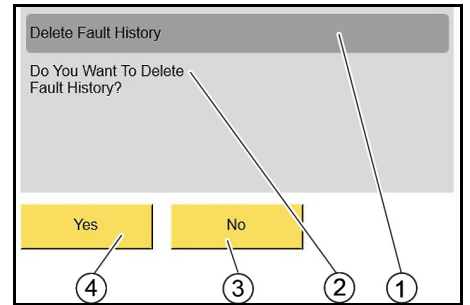 Delete Fault History
Do You Want To Delete
Fault History?
Yes
No
4
3
2
1